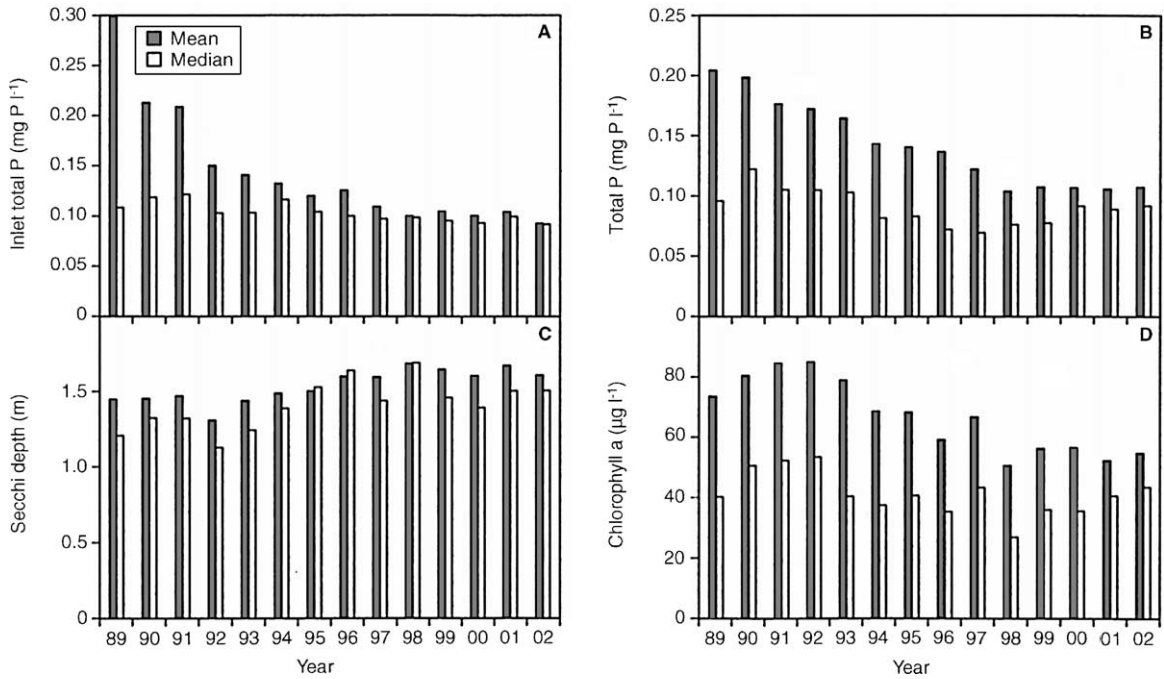 A
Mean
Median
Inlet total P (mg P l⁻¹)
0.30
0.25
0.20
0.15
0.10
0.05
0
B
Total P (mg P l⁻¹)
0.25
0.20
0.15
0.10
0.05
0
C
Secchi depth (m)
1.5
1.0
0.5
0
89 90 91 92 93 94 95 96 97 98 99 00 01 02
Year
D
Chlorophyll a (µg l⁻¹)
80
60
40
20
0
89 90 91 92 93 94 95 96 97 98 99 00 01 02
Year